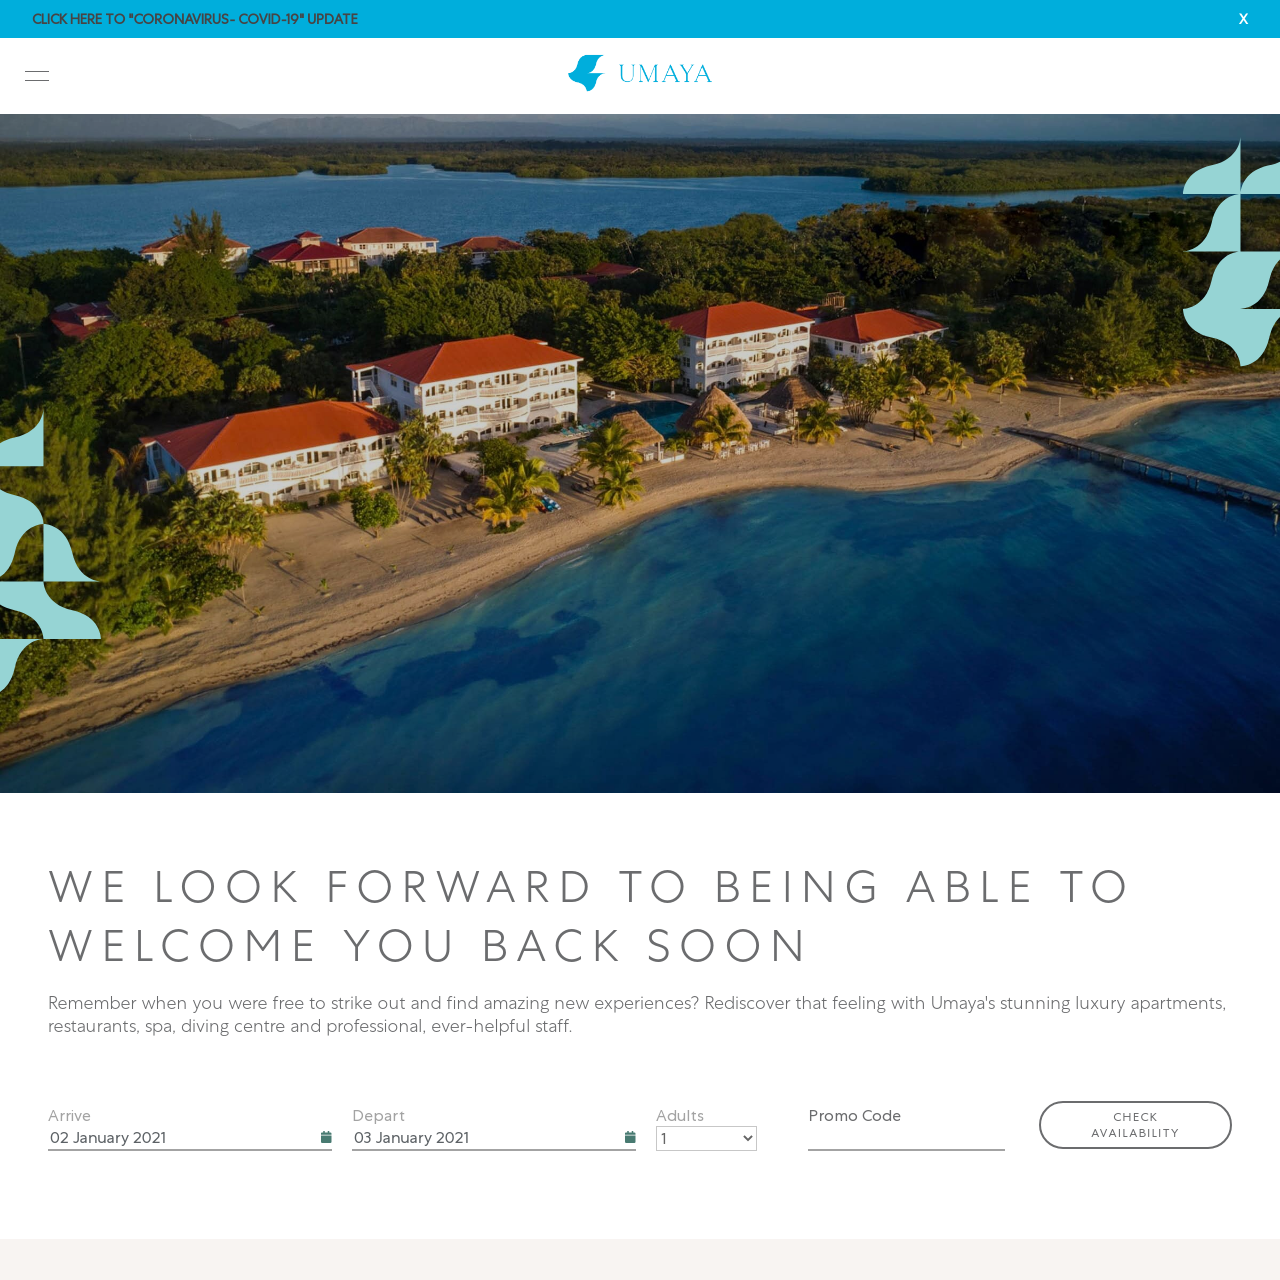 CLICK HERE TO "CORONAVIRUS- COVID-19" UPDATE
X
UMAYA
WE LOOK FORWARD TO BEING ABLE TO
WELCOME YOU BACK SOON
Remember when you were free to strike out and find amazing new experiences? Rediscover that feeling with Umaya's stunning luxury apartments,
restaurants, spa, diving centre and professional, ever-helpful staff.
Arrive
02 January 2021
Depart
03 January 2021
Adults
1
Promo Code
CHECK
AVAILABILITY